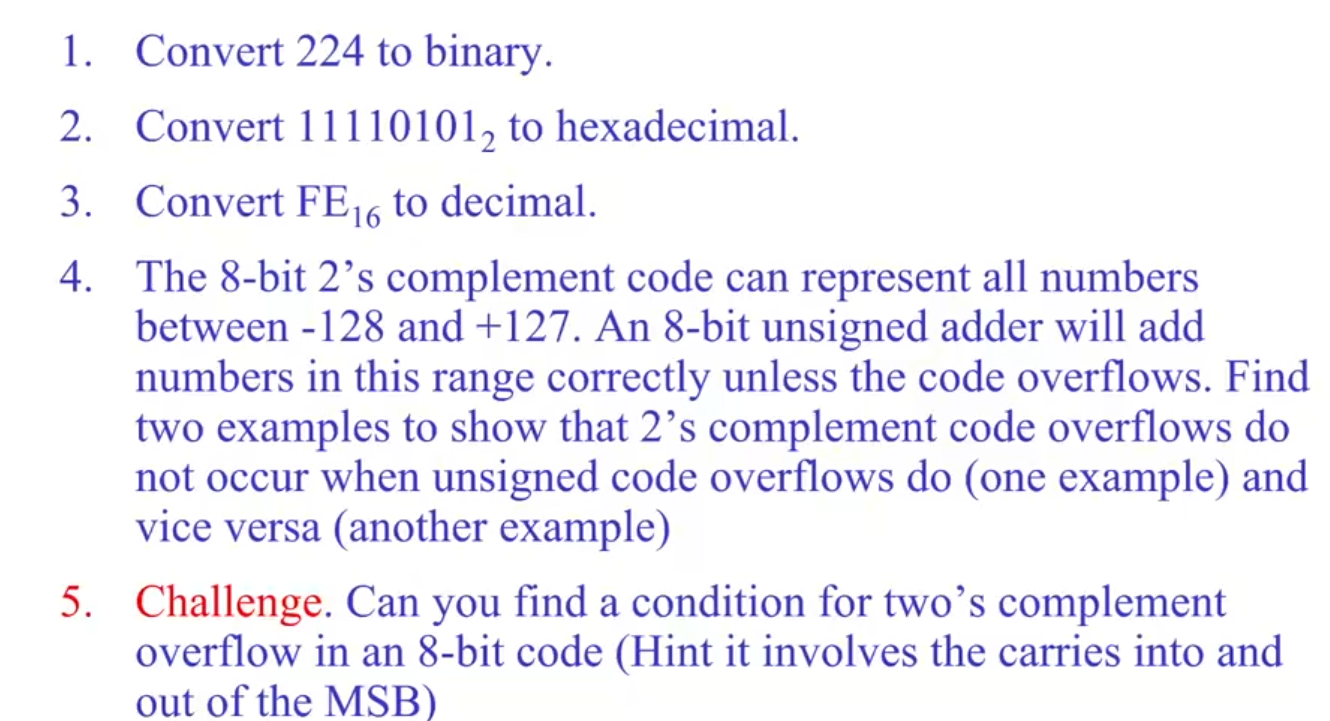 1. Convert 224 to binary.
2. Convert 11110101₂ to hexadecimal.
3. Convert FE₁₆ to decimal.
4. The 8-bit 2’s complement code can represent all numbers
between -128 and +127. An 8-bit unsigned adder will add
numbers in this range correctly unless the code overflows. Find
two examples to show that 2’s complement code overflows do
not occur when unsigned code overflows do (one example) and
vice versa (another example)
5. Challenge. Can you find a condition for two’s complement
overflow in an 8-bit code (Hint it involves the carries into and
out of the MSB)